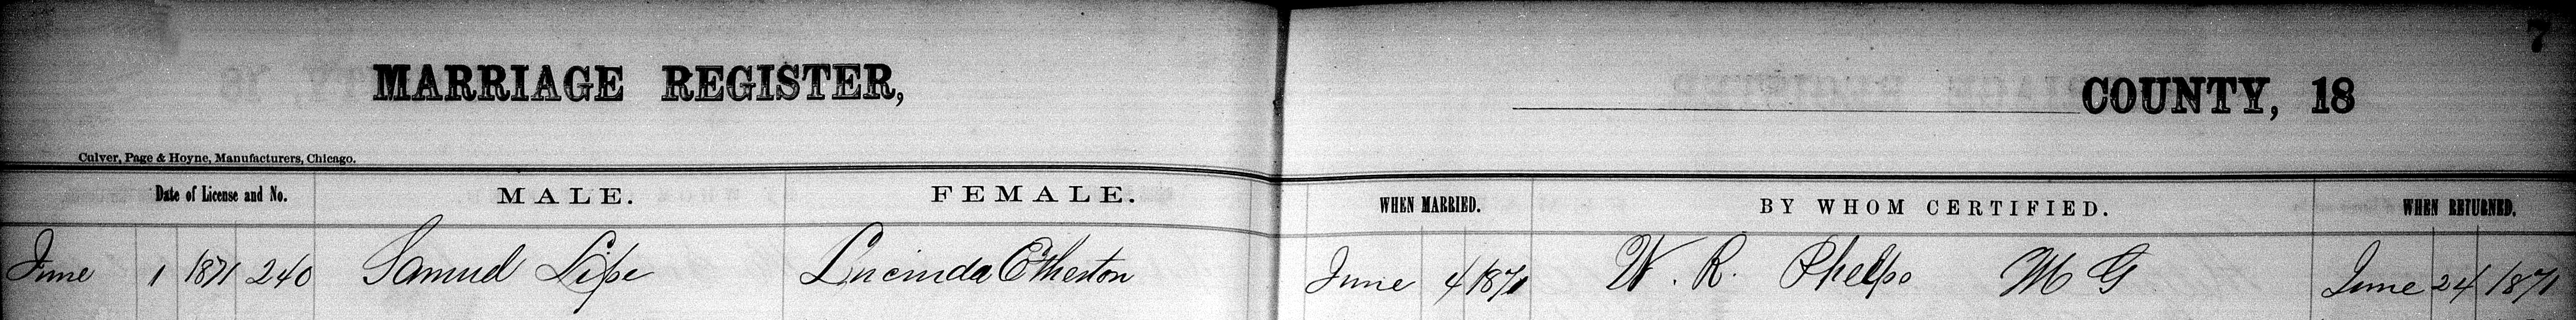 7
MARRIAGE REGISTER, COUNTY, 18
Culver, Page & Hoyne, Manufacturers, Chicago.
Date of License and No. MALE. FEMALE. WHEN MARRIED. BY WHOM CERTIFIED. WHEN RETURNED.
June 1 1871 240 Samuel Lipe Lucinda Etherton June 4 1871 W. R. Phelps M G June 24 1871